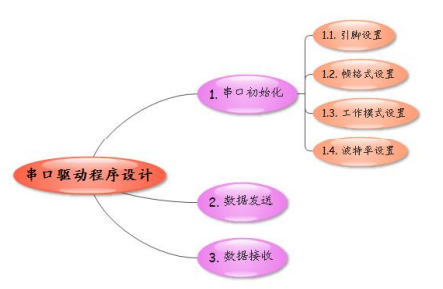 串口驱动程序设计
1. 串口初始化
1.1. 引脚设置
1.2. 帧格式设置
1.3. 工作模式设置
1.4. 波特率设置
2. 数据发送
3. 数据接收